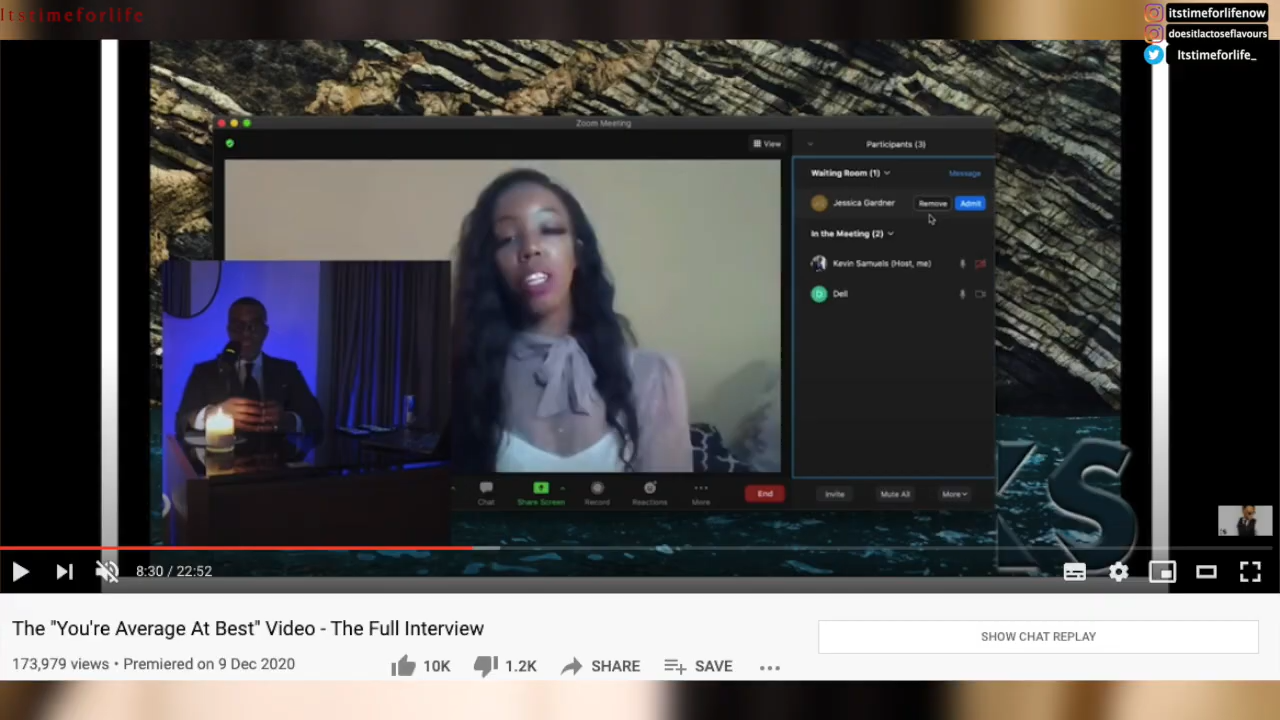 Itstimeforlife
itstimeforlifenow
doesitlactoseflavours
Itstimeforlife_
Zoom Meeting
View
Participants (3)
Waiting Room (1)
Message
Jessica Gardner
Remove
Admit
In the Meeting (2)
Kevin Samuels (Host, me)
D
Dell
Chat
Share Screen
Record
Reactions
More
End
Invite
Mute All
More
KS
8:30 / 22:52
The "You're Average At Best" Video - The Full Interview
SHOW CHAT REPLAY
173,979 views • Premiered on 9 Dec 2020
10K
1.2K
SHARE
SAVE